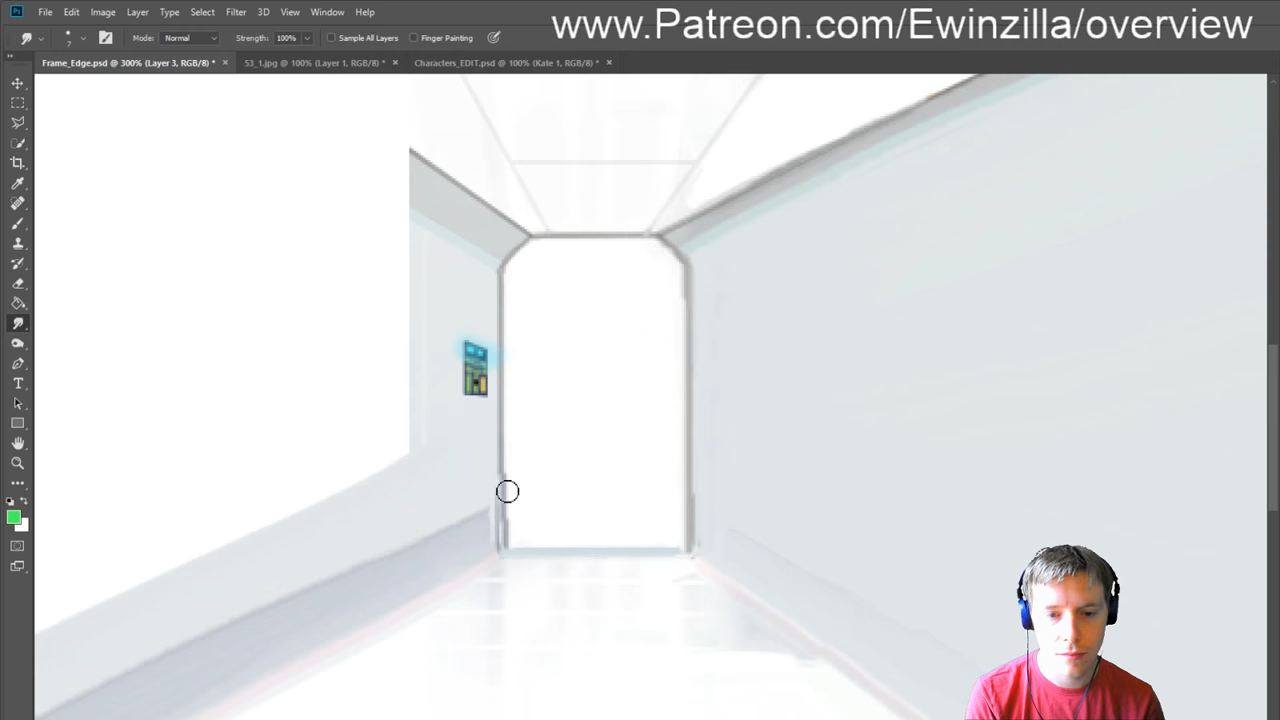 www.Patreon.com/Ewinzilla/overview
Ps File Edit Image Layer Type Select Filter 3D View Window Help
7 Mode: Normal Strength: 100% Sample All Layers Finger Painting
Frame_Edge.psd @ 300% (Layer 3, RGB/8) * × 53_1.jpg @ 100% (Layer 1, RGB/8) * × Characters_EDIT.psd @ 100% (Kate 1, RGB/8) * ×
T